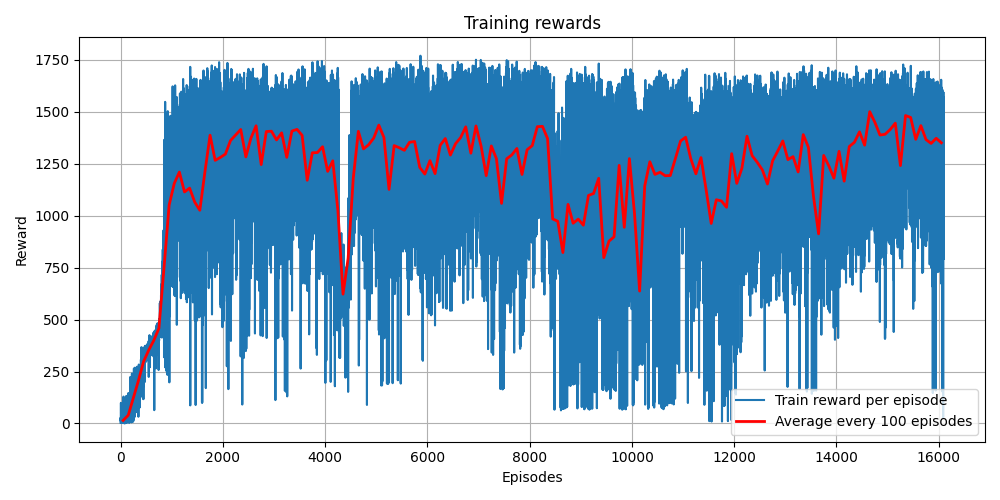 Training rewards
Reward
1750
1500
1250
1000
750
500
250
0
0 2000 4000 6000 8000 10000 12000 14000 16000
Episodes
Train reward per episode
Average every 100 episodes